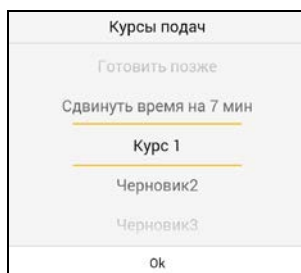 Курсы подач
Готовить позже
Сдвинуть время на 7 мин
Курс 1
Черновик2
Черновик3
Ok